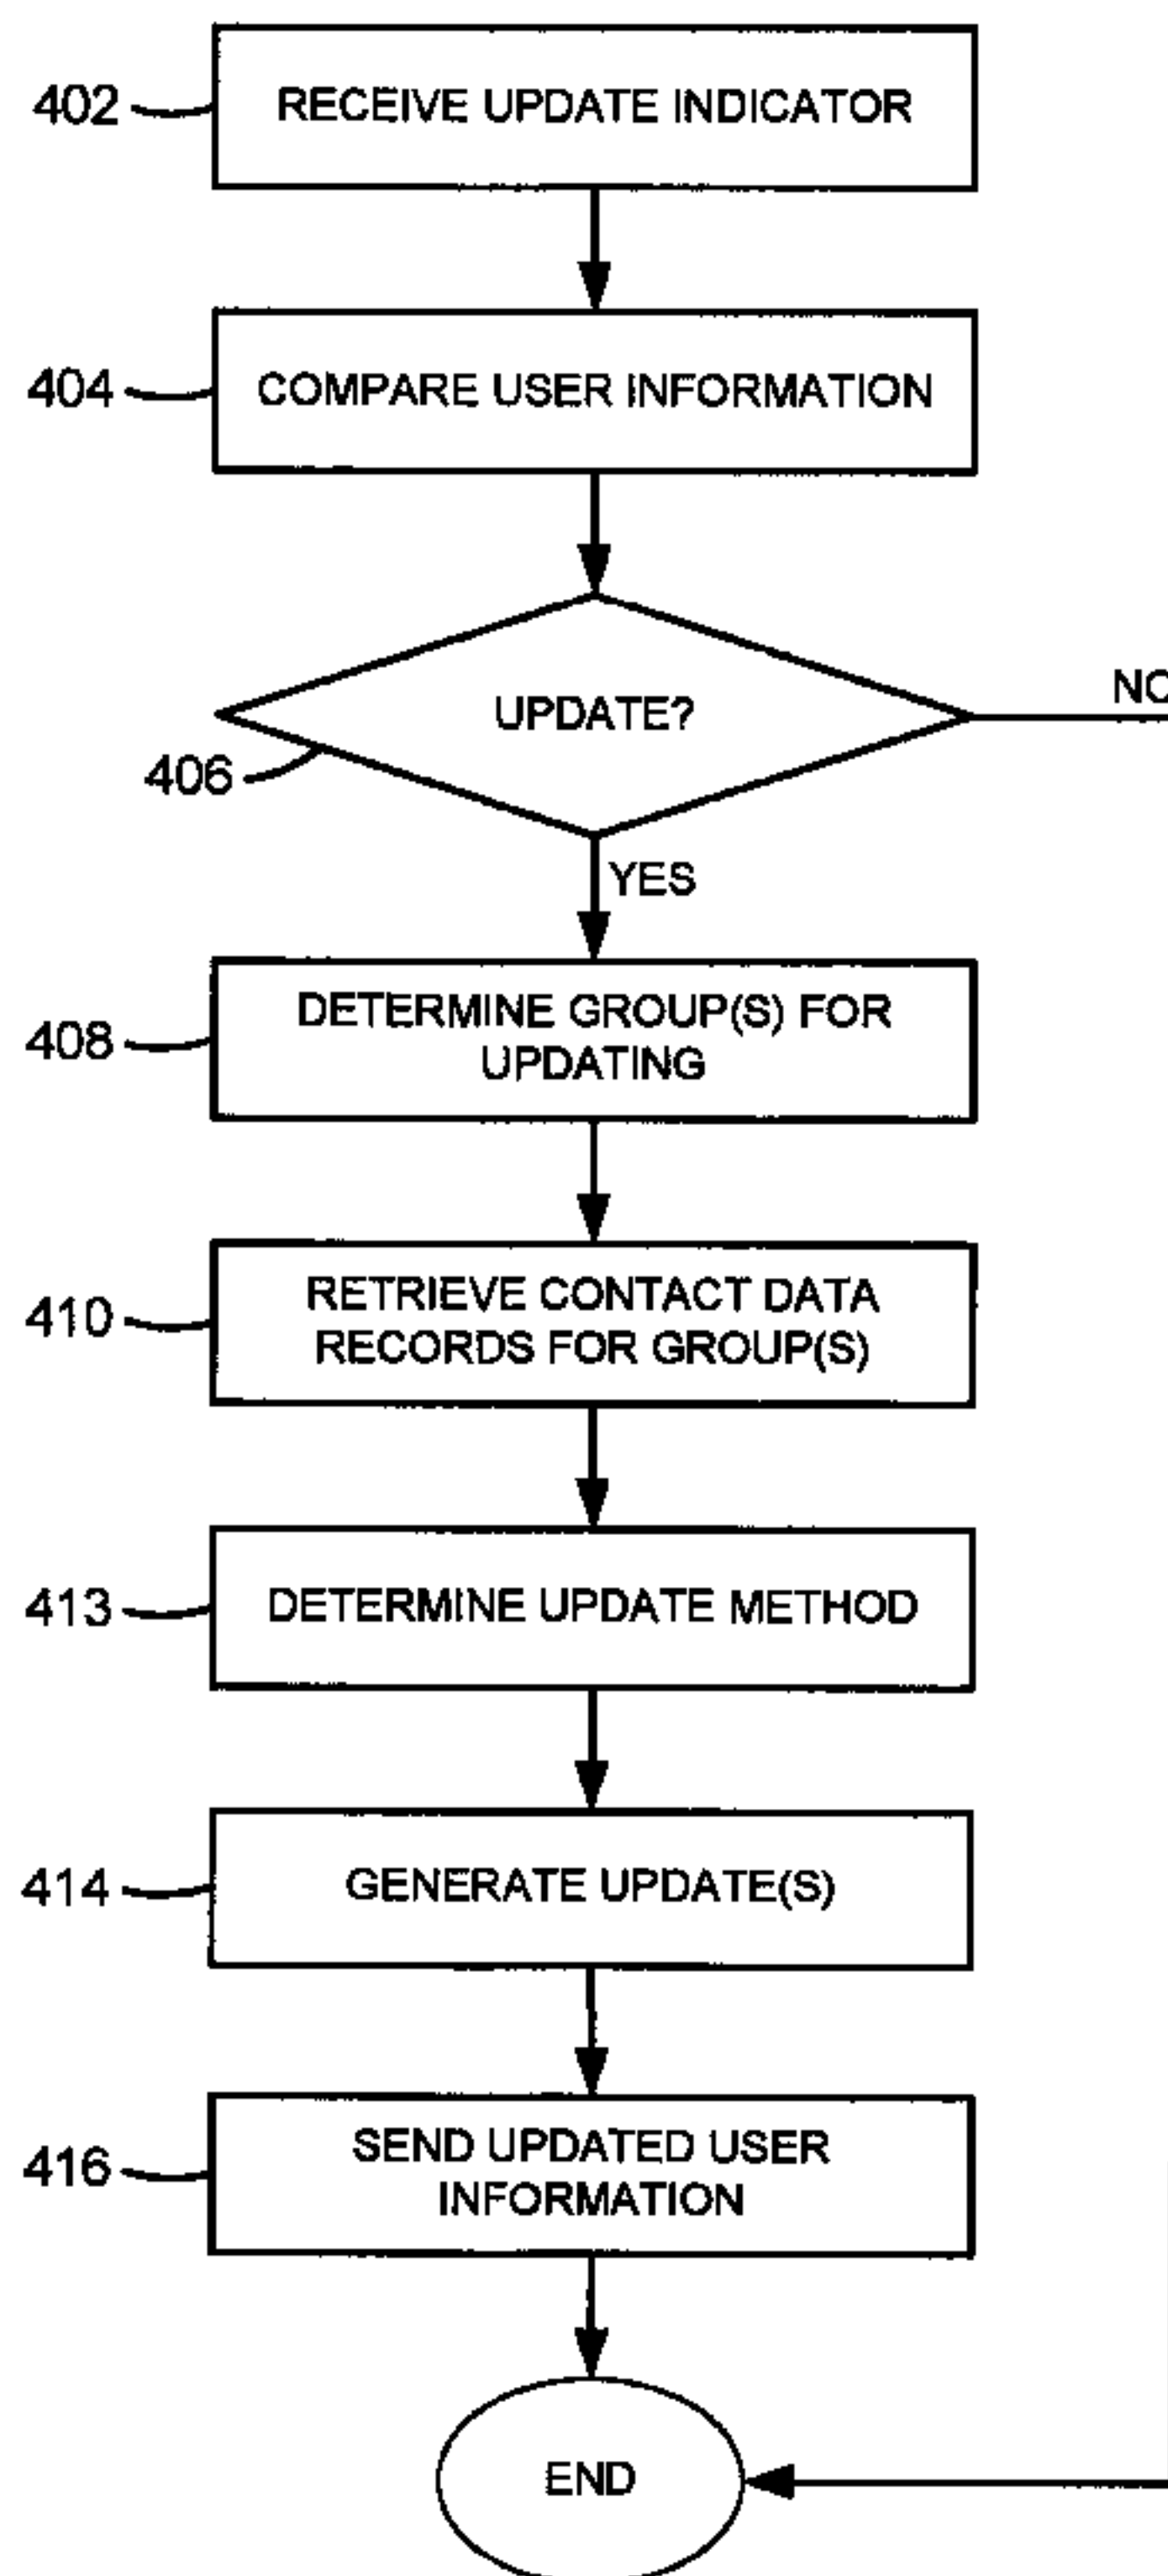 402
RECEIVE UPDATE INDICATOR
404
COMPARE USER INFORMATION
UPDATE?
NO
406
YES
408
DETERMINE GROUP(S) FOR
UPDATING
410
RETRIEVE CONTACT DATA
RECORDS FOR GROUP(S)
413
DETERMINE UPDATE METHOD
414
GENERATE UPDATE(S)
416
SEND UPDATED USER
INFORMATION
END